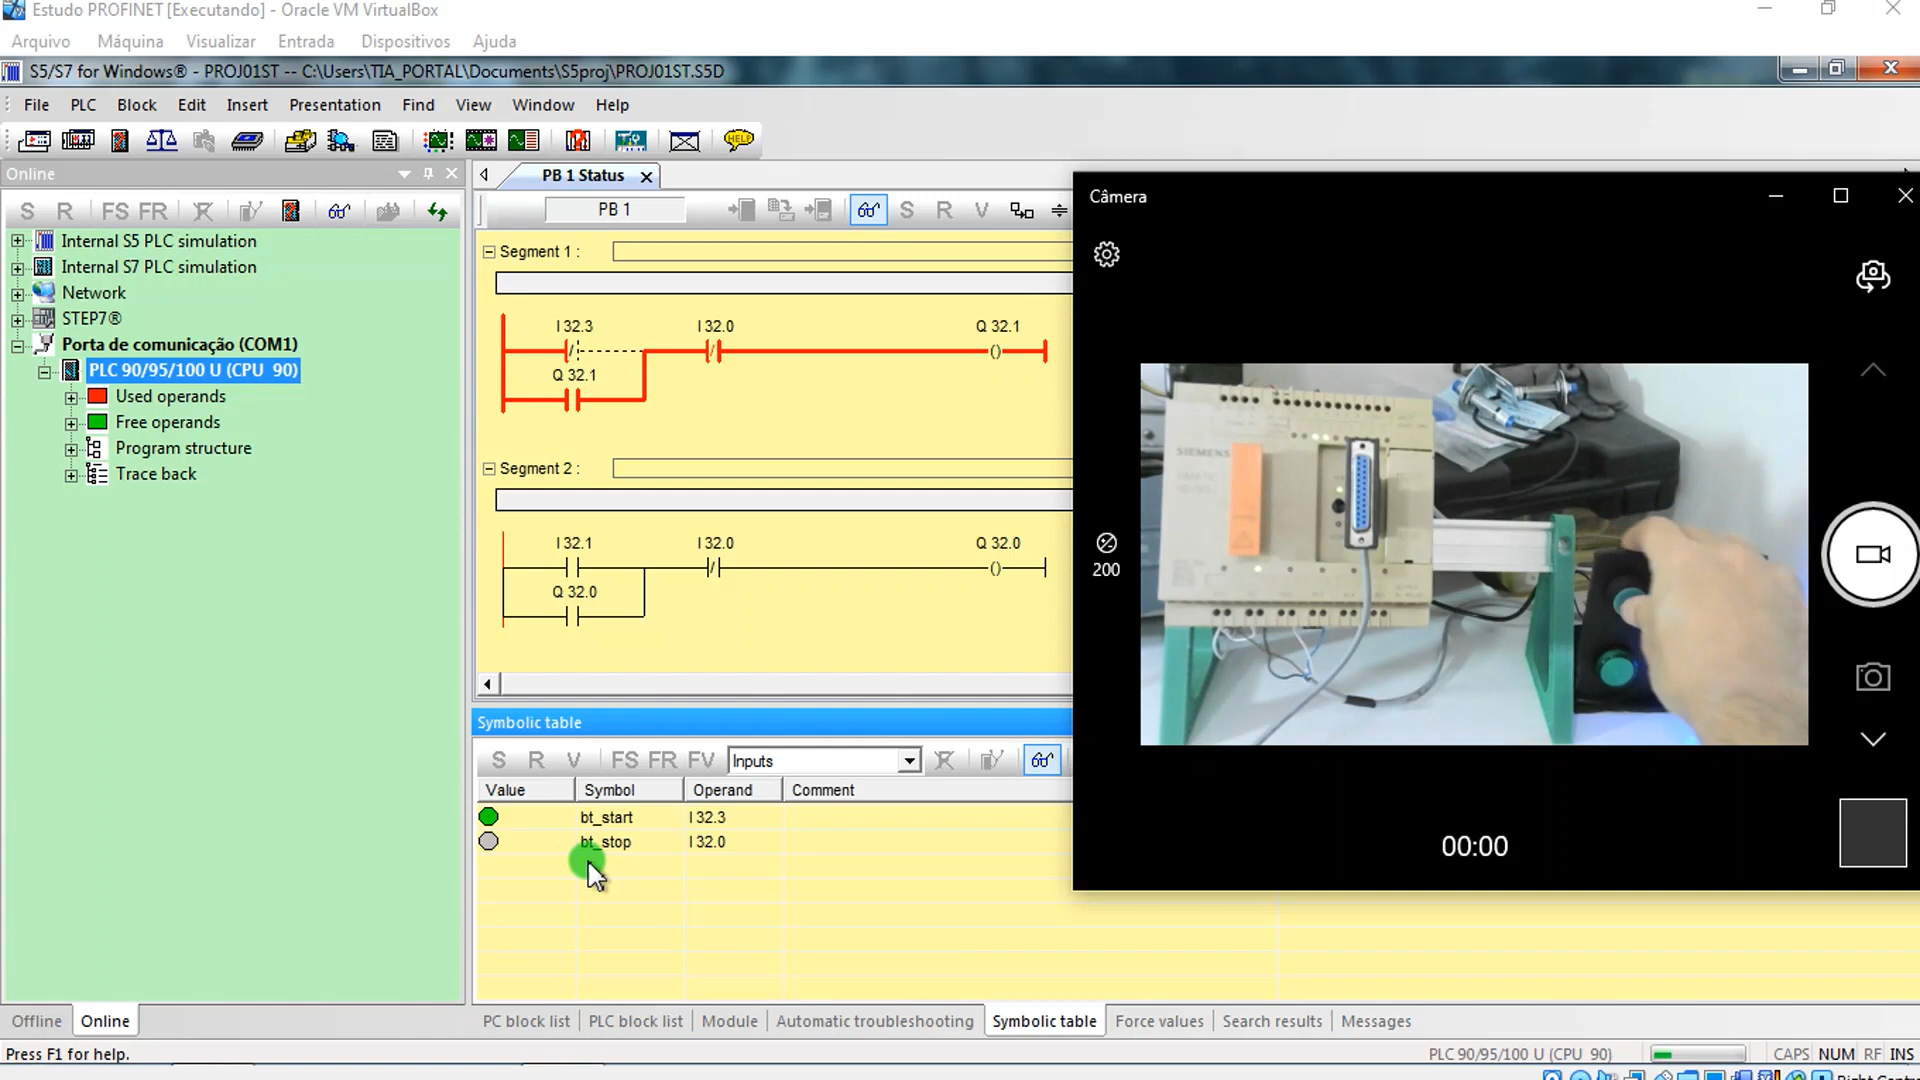 Estudo PROFINET [Executando] - Oracle VM VirtualBox
Arquivo Máquina Visualizar Entrada Dispositivos Ajuda
S5/S7 for Windows® - PROJ01ST -- C:\Users\TIA_PORTAL\Documents\S5proj\PROJ01ST.S5D
File PLC Block Edit Insert Presentation Find View Window Help
HELP
Online
S R FS FR
Internal S5 PLC simulation
Internal S7 PLC simulation
Network
STEP7®
Porta de comunicação (COM1)
PLC 90/95/100 U (CPU 90)
Used operands
Free operands
Program structure
Trace back
Offline Online
PB 1 Status
PB 1
S R V
Segment 1 :
I 32.3 I 32.0 Q 32.1
Q 32.1
Segment 2 :
I 32.1 I 32.0 Q 32.0
Q 32.0
Symbolic table
S R V FS FR FV Inputs
Value Symbol Operand Comment
bt_start I 32.3
bt_stop I 32.0
PC block list PLC block list Module Automatic troubleshooting Symbolic table Force values Search results Messages
Câmera
200
SIEMENS
00:00
Press F1 for help.
PLC 90/95/100 U (CPU 90) CAPS NUM RF INS